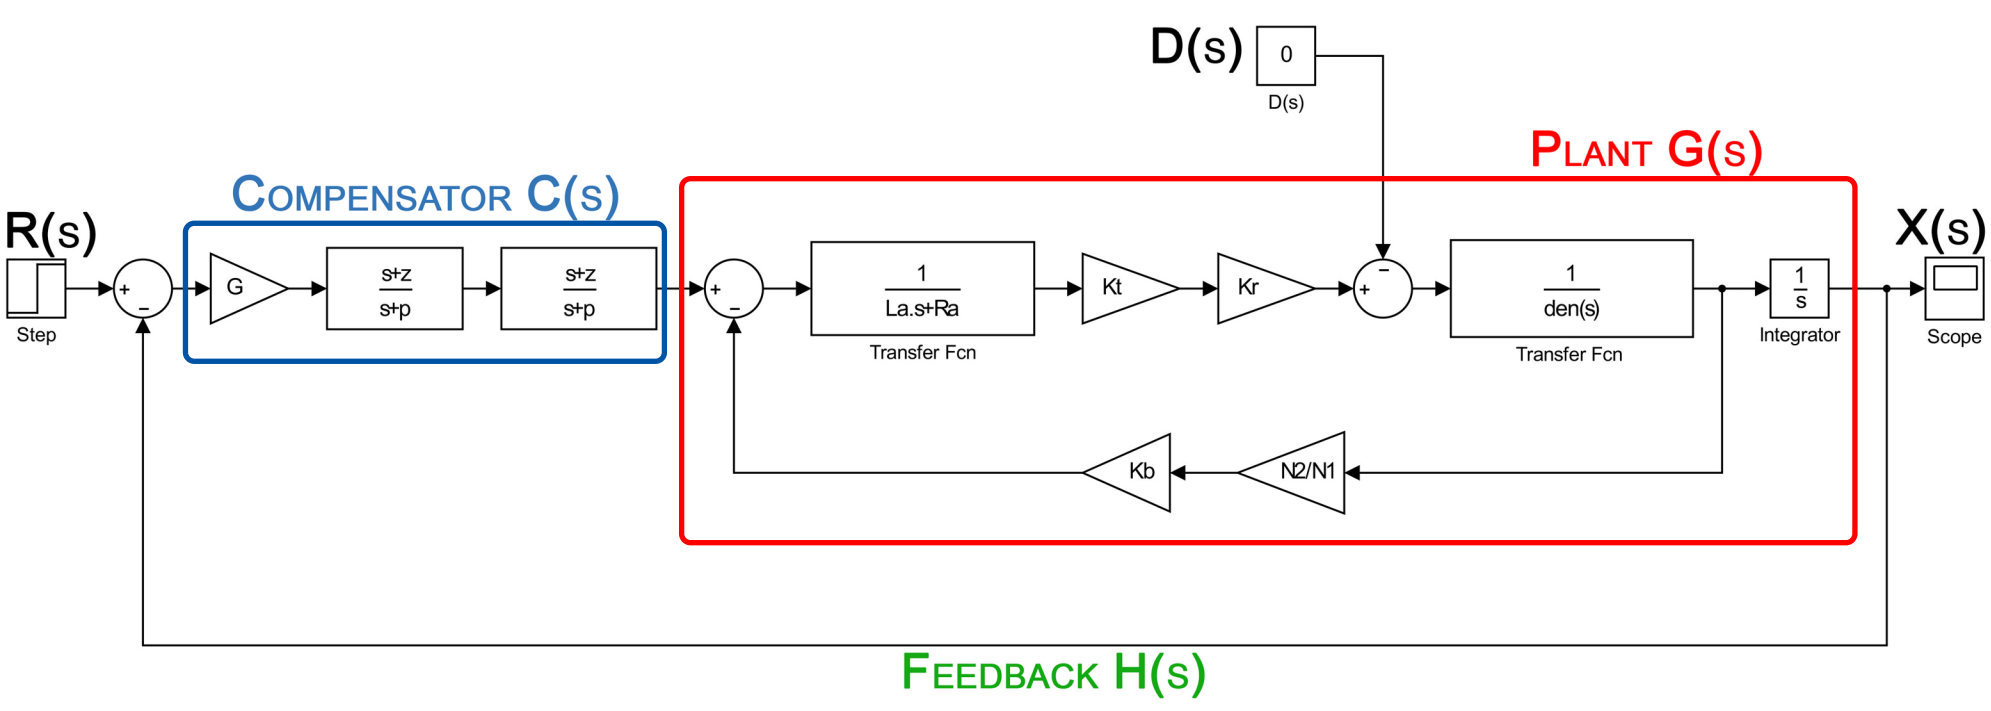 D(s)
0
D(s)
PLANT G(s)
COMPENSATOR C(s)
R(s)
X(s)
+
−
Step
G
s+z
s+p
s+z
s+p
+
−
1
La.s+Ra
Transfer Fcn
Kt
Kr
−
+
1
den(s)
Transfer Fcn
1
s
Integrator
Scope
Kb
N2/N1
FEEDBACK H(s)